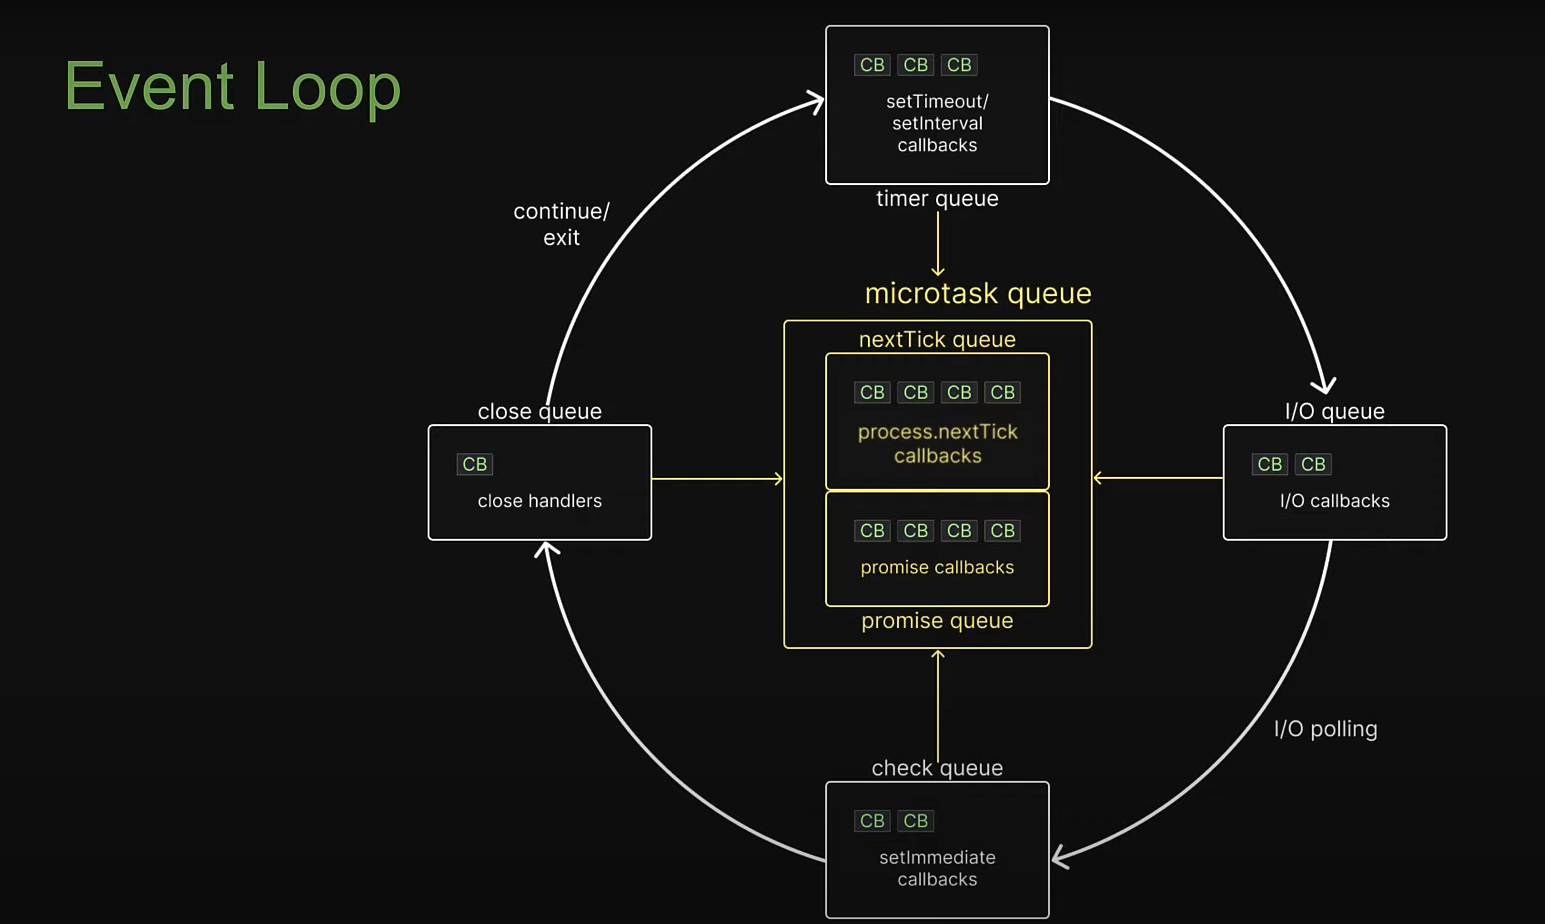 Event Loop
CB CB CB
setTimeout/
setInterval
callbacks
timer queue
continue/
exit
microtask queue
nextTick queue
CB CB CB CB
process.nextTick
callbacks
CB CB CB CB
promise callbacks
promise queue
close queue
CB
close handlers
I/O queue
CB CB
I/O callbacks
I/O polling
check queue
CB CB
setImmediate
callbacks